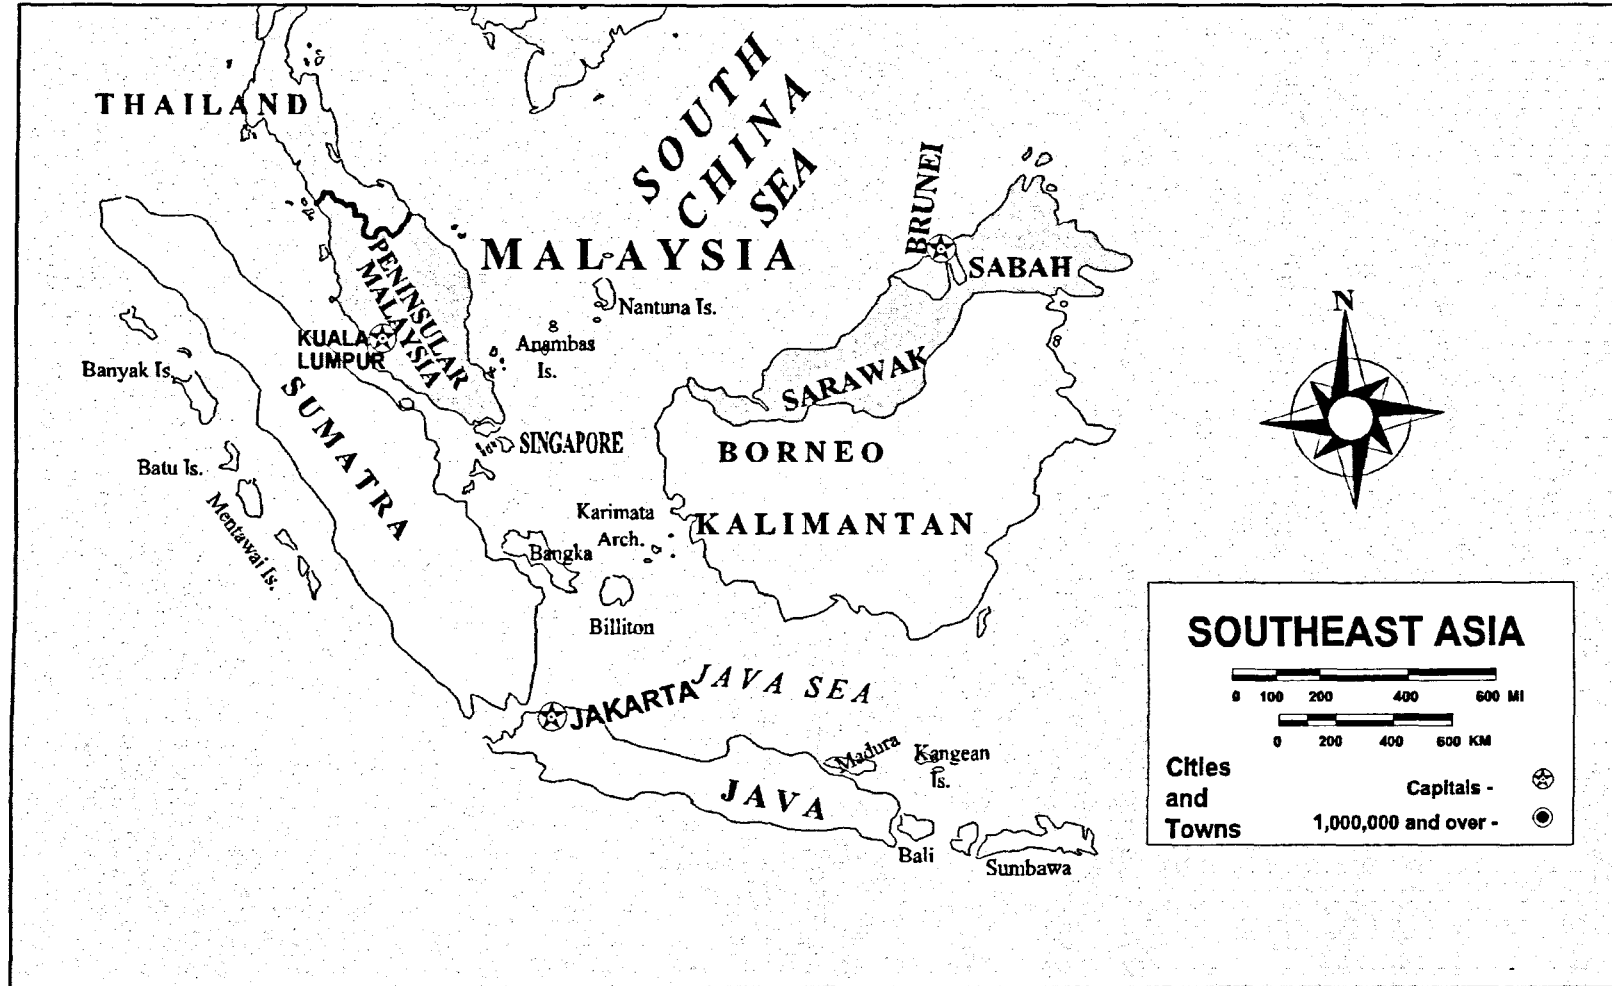 THAILAND
SOUTH
CHINA
SEA
BRUNEI
MALAYSIA
SABAH
PENINSULAR
MALAYSIA
Nantuna Is.
N
KUALA
LUMPUR
Anambas
Is.
Banyak Is.
SARAWAK
SUMATRA
SINGAPORE
BORNEO
Batu Is.
Mentawai Is.
Karimata
Arch.
KALIMANTAN
Bangka
Billiton
JAVA SEA
JAKARTA
Madura
Kangean
Is.
JAVA
Bali
Sumbawa
SOUTHEAST ASIA
0 100 200 400 600 MI
0 200 400 600 KM
Cities
and
Towns
Capitals -
1,000,000 and over -